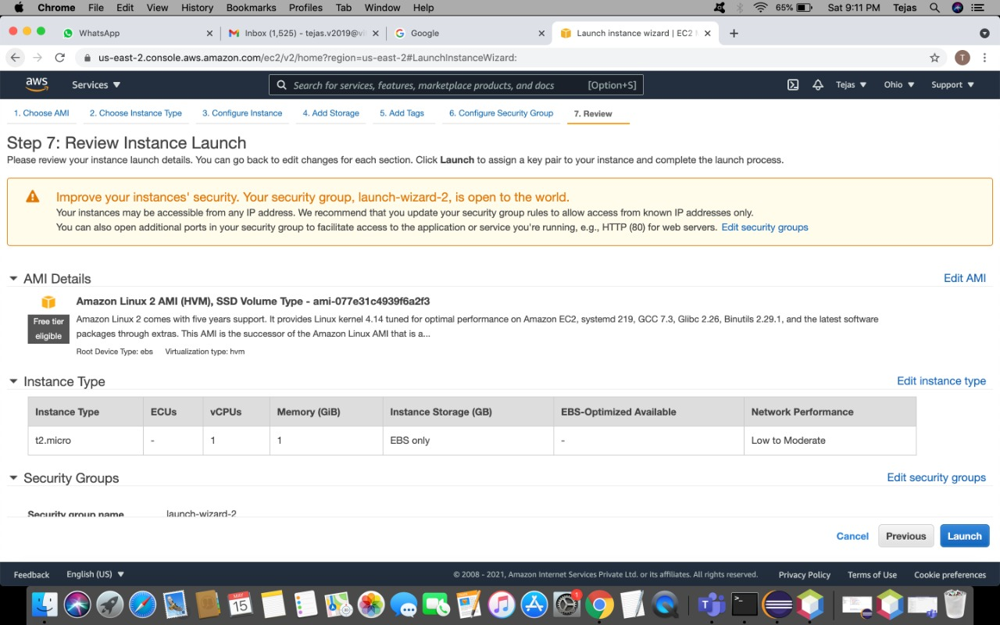 Chrome File Edit View History Bookmarks Profiles Tab Window Help 65% Sat 9:11 PM Tejas
WhatsApp Inbox (1,525) - tejas.v2019@vi Google Launch instance wizard | EC2
us-east-2.console.aws.amazon.com/ec2/v2/home?region=us-east-2#LaunchInstanceWizard: T
aws Services Search for services, features, marketplace products, and docs [Option+S] Tejas Ohio Support
1. Choose AMI 2. Choose Instance Type 3. Configure Instance 4. Add Storage 5. Add Tags 6. Configure Security Group 7. Review
Step 7: Review Instance Launch
Please review your instance launch details. You can go back to edit changes for each section. Click Launch to assign a key pair to your instance and complete the launch process.
Improve your instances' security. Your security group, launch-wizard-2, is open to the world.
Your instances may be accessible from any IP address. We recommend that you update your security group rules to allow access from known IP addresses only.
You can also open additional ports in your security group to facilitate access to the application or service you're running, e.g., HTTP (80) for web servers. Edit security groups
AMI Details Edit AMI
Amazon Linux 2 AMI (HVM), SSD Volume Type - ami-077e31c4939f6a2f3
Free tier eligible
Amazon Linux 2 comes with five years support. It provides Linux kernel 4.14 tuned for optimal performance on Amazon EC2, systemd 219, GCC 7.3, Glibc 2.26, Binutils 2.29.1, and the latest software
packages through extras. This AMI is the successor of the Amazon Linux AMI that is a...
Root Device Type: ebs Virtualization type: hvm
Instance Type Edit instance type
Instance Type ECUs vCPUs Memory (GiB) Instance Storage (GB) EBS-Optimized Available Network Performance
t2.micro - 1 1 EBS only - Low to Moderate
Security Groups Edit security groups
Security group name launch-wizard-2
Cancel Previous Launch
Feedback English (US) © 2008 - 2021, Amazon Internet Services Private Ltd. or its affiliates. All rights reserved. Privacy Policy Terms of Use Cookie preferences
MAY 15 1